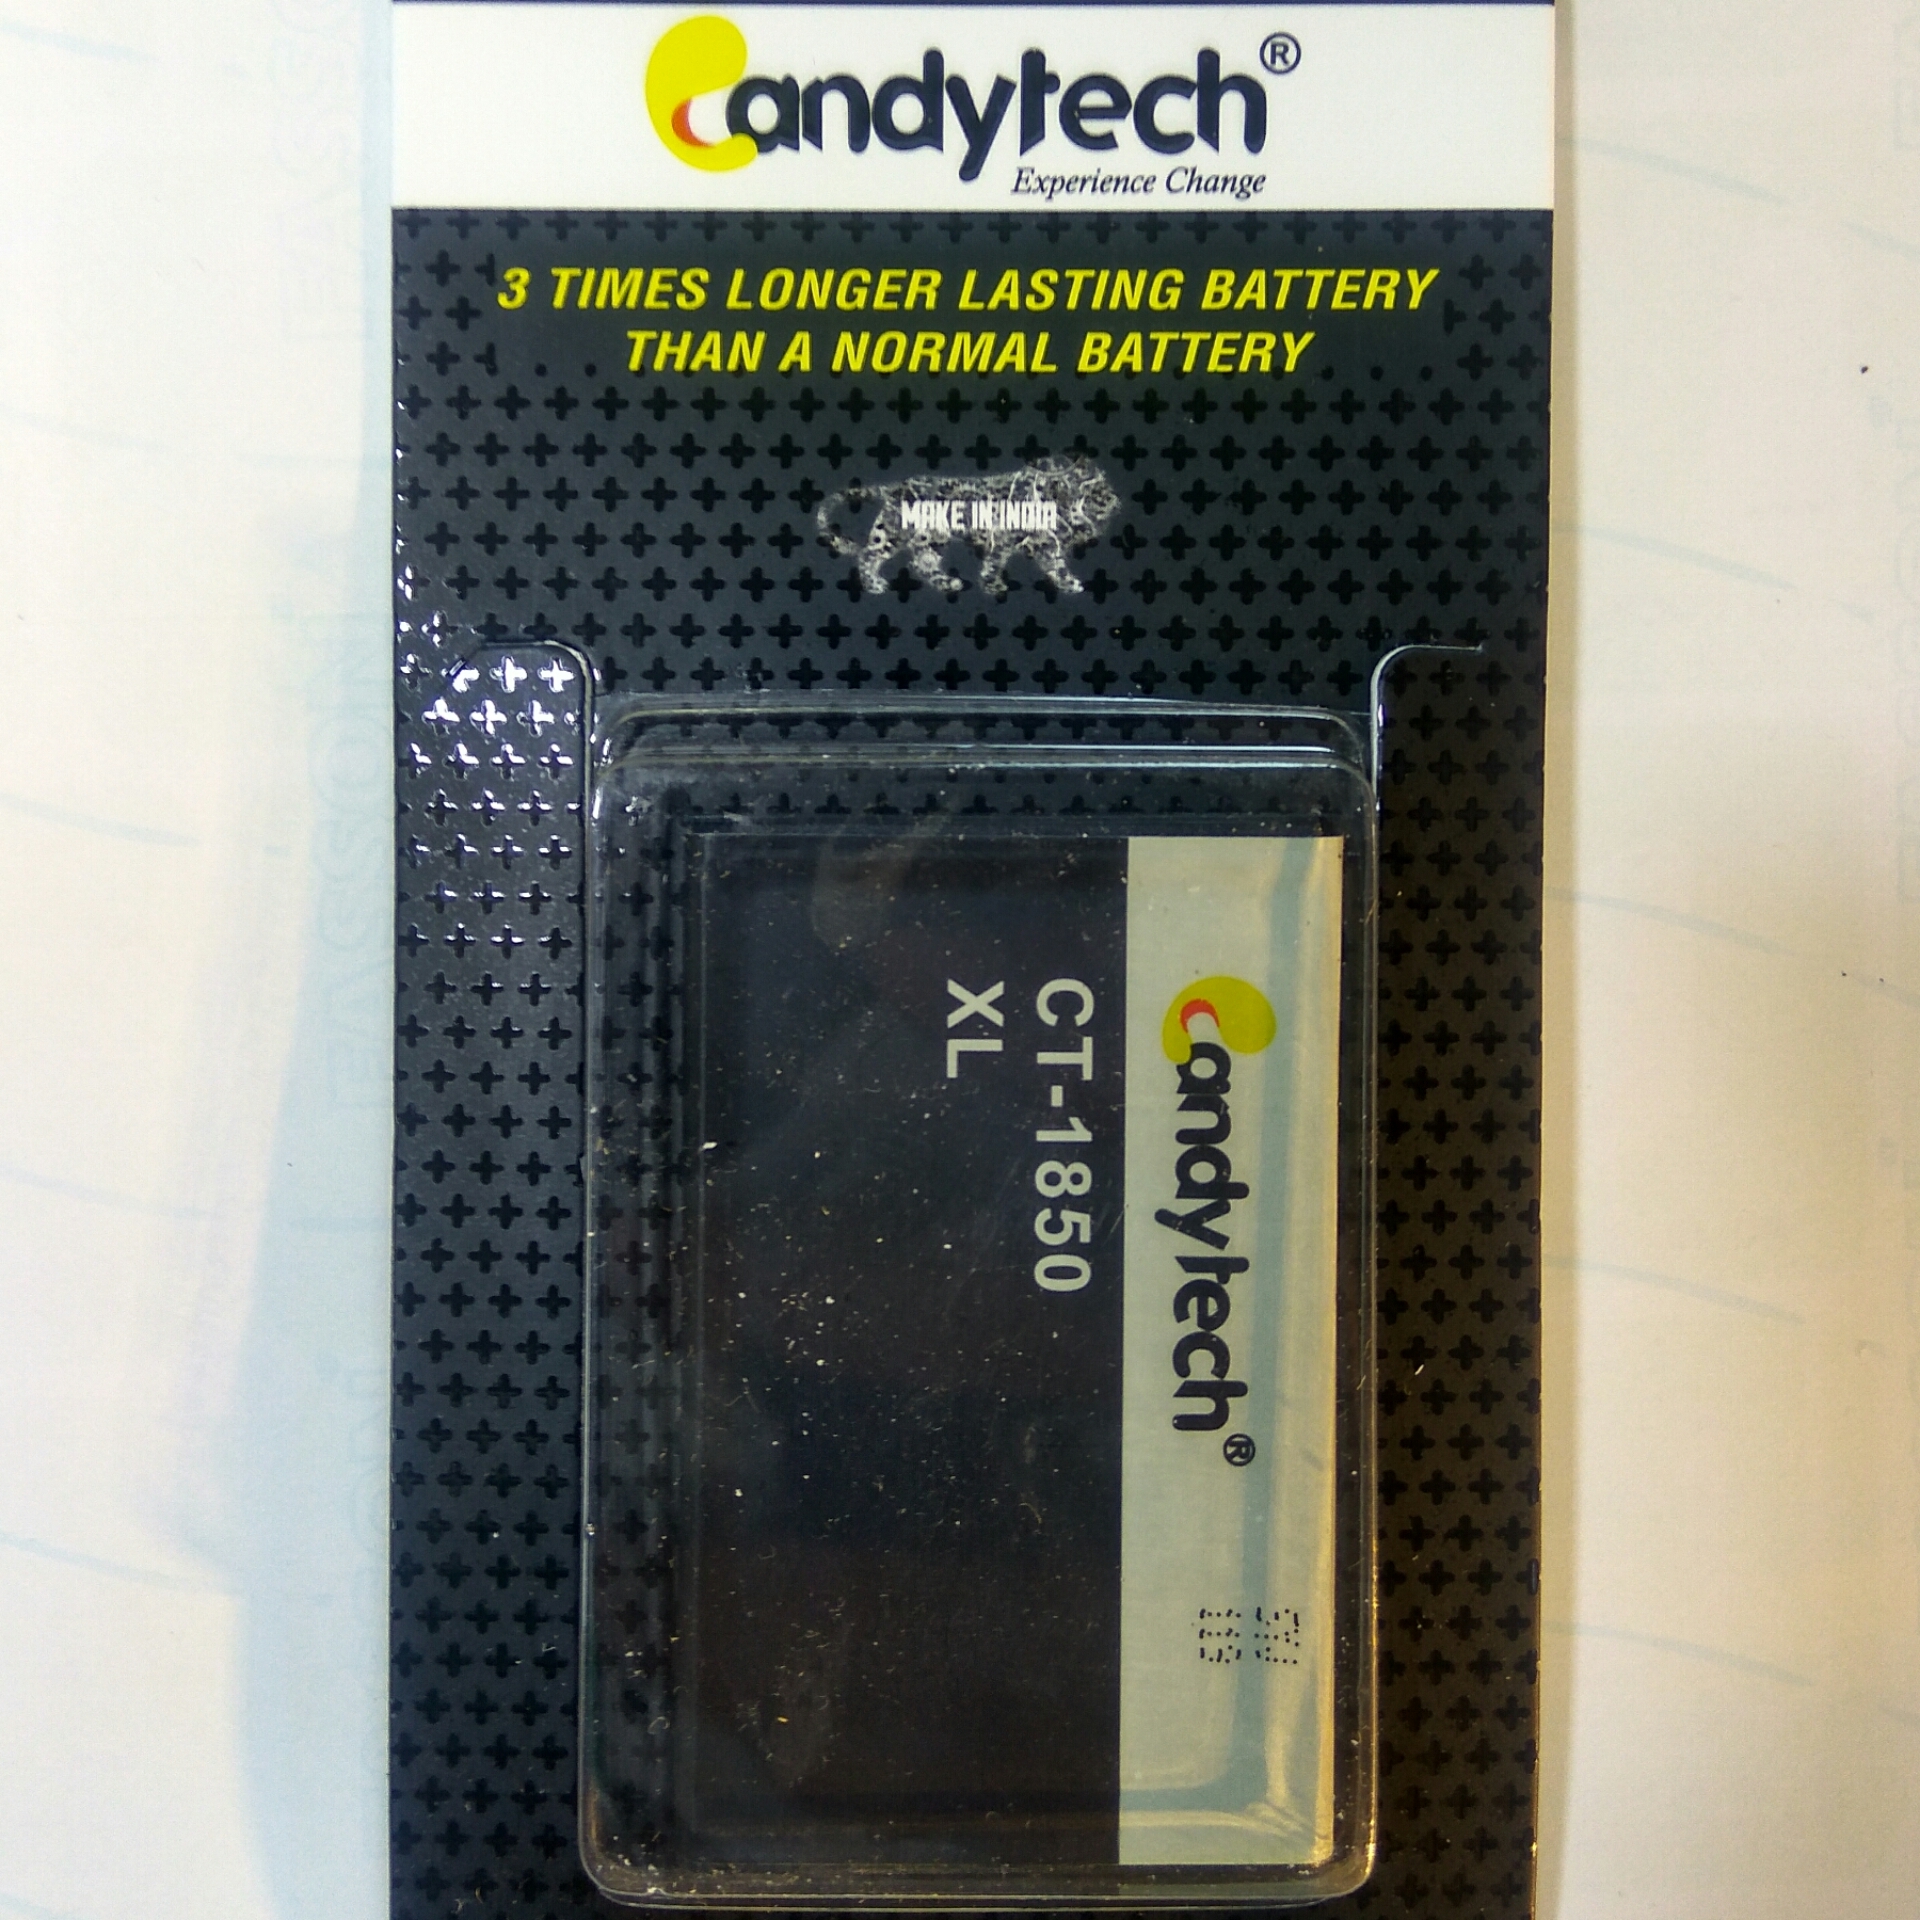 Candytech®
Experience Change
3 TIMES LONGER LASTING BATTERY
THAN A NORMAL BATTERY
MAKE IN INDIA
Candytech®
CT-1850
XL